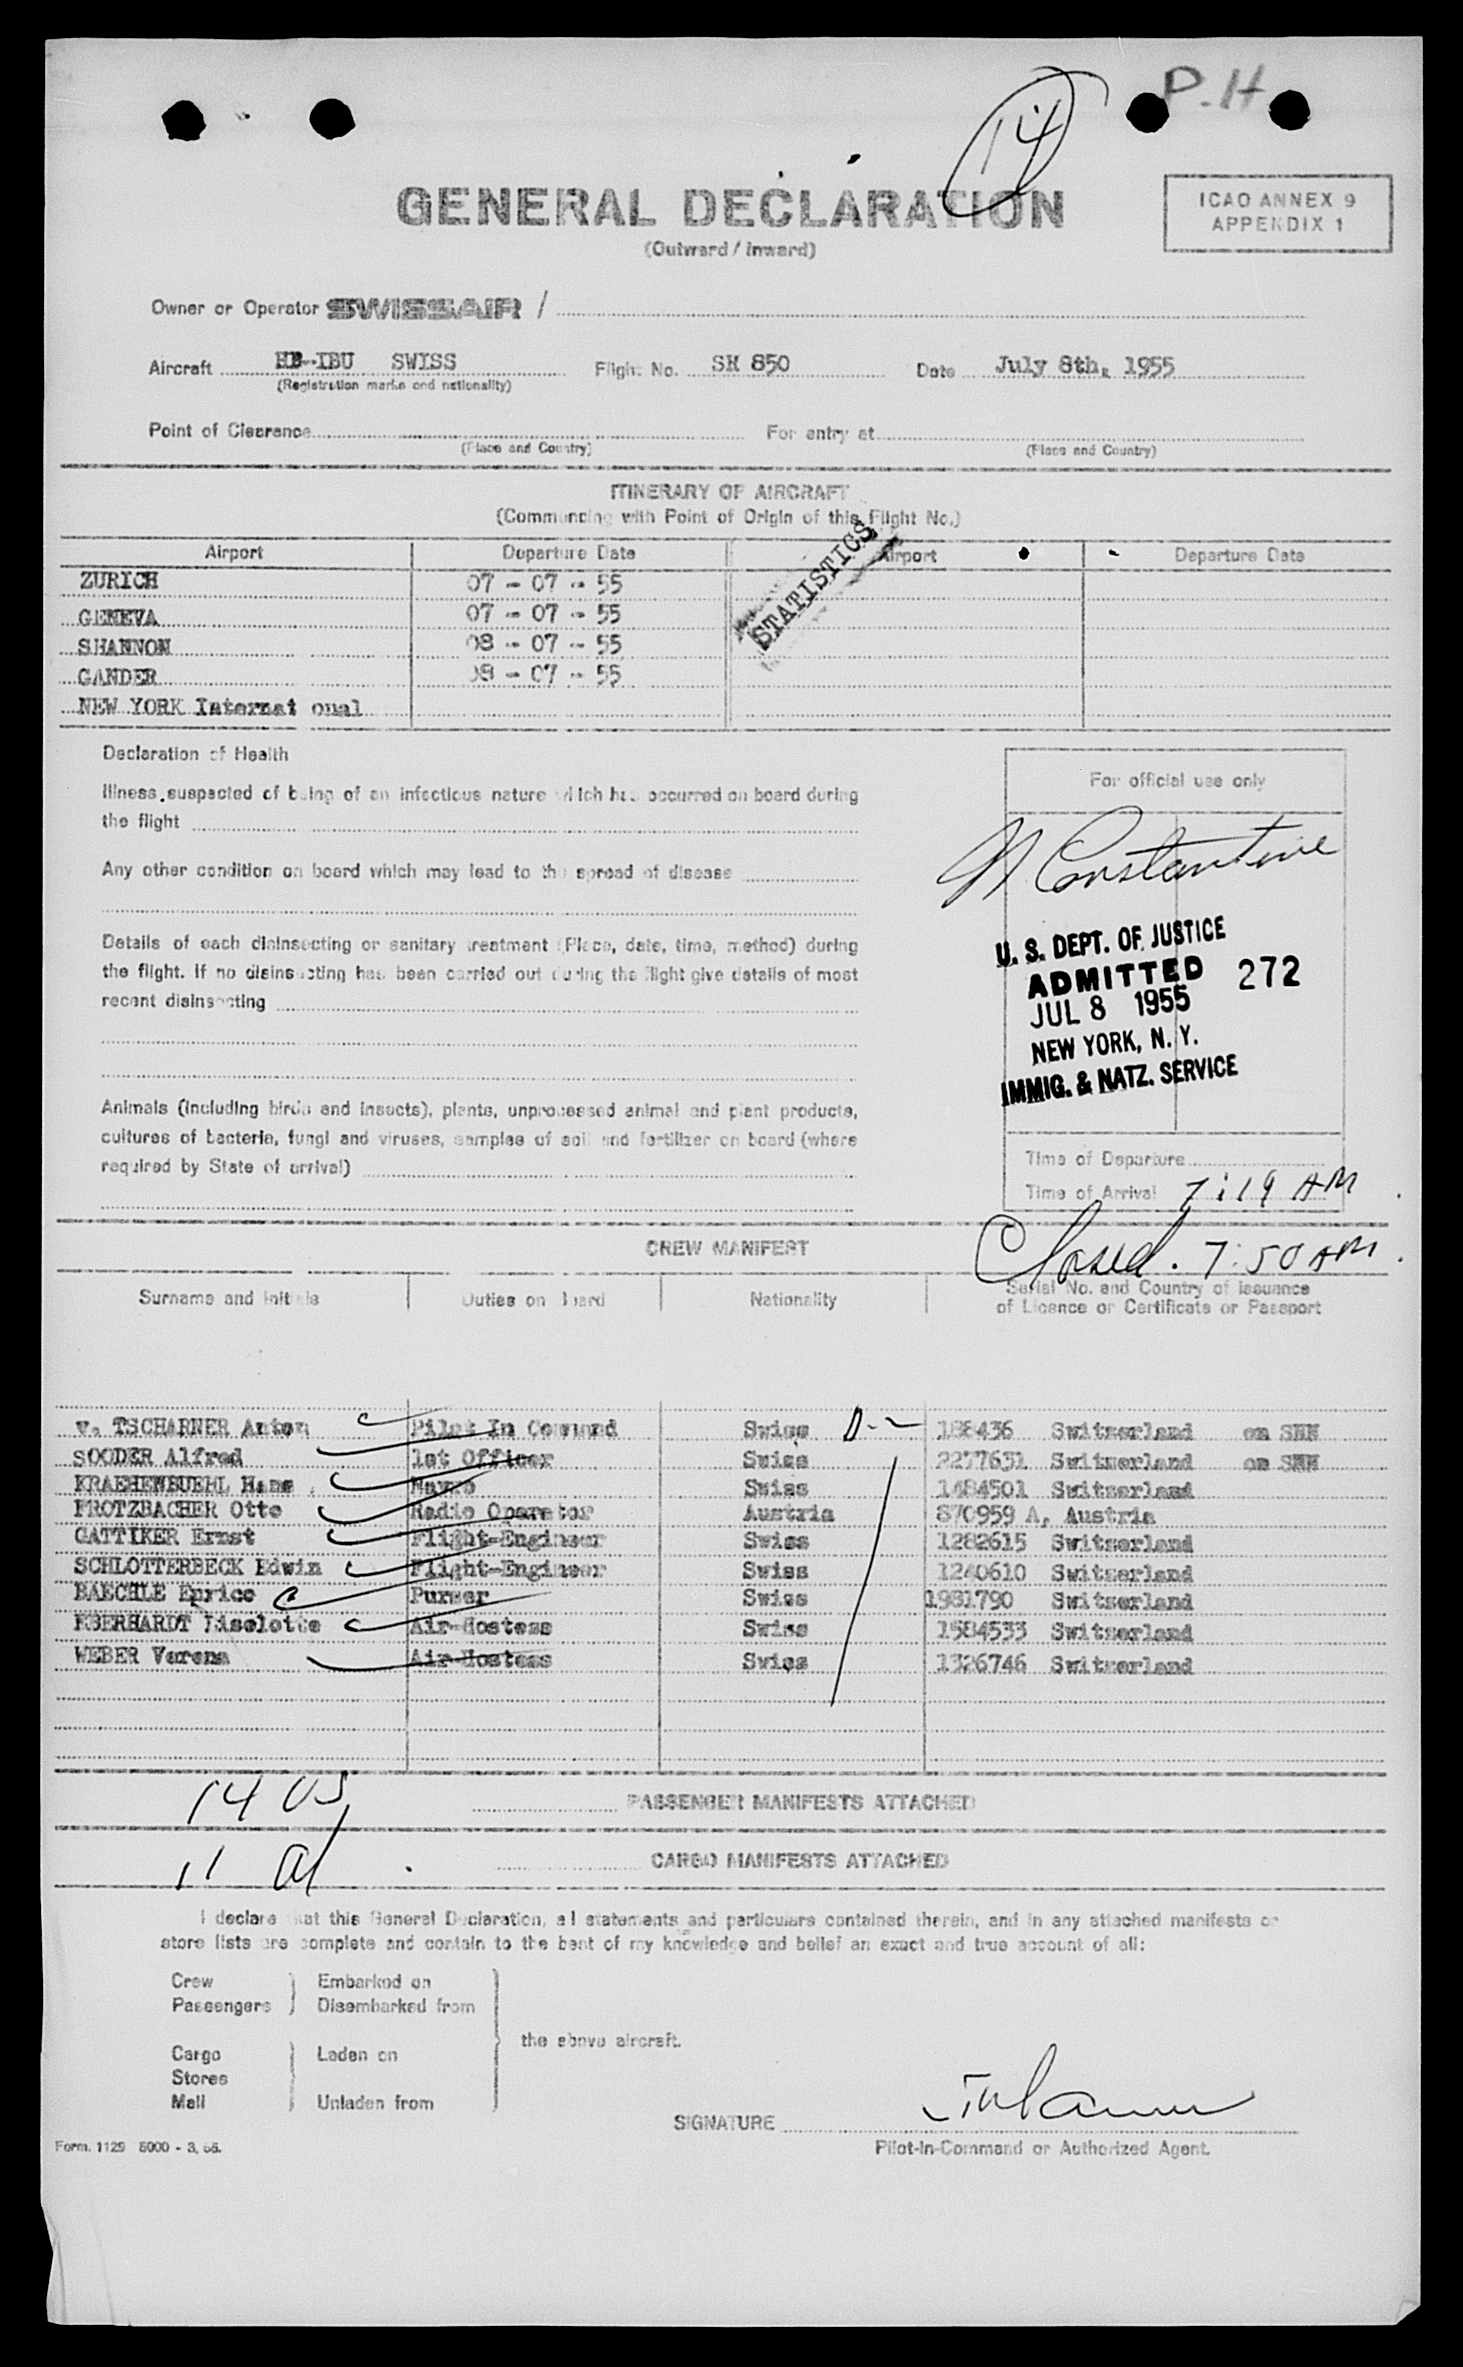 P.H
14
GENERAL DECLARATION
(Outward / Inward)
ICAO ANNEX 9
APPENDIX 1
Owner or Operator SWISSAIR /
Aircraft HB-IBU SWISS Flight No. SR 850 Date July 8th, 1955
(Registration marks and nationality)
Point of Clearance For entry at
(Place and Country) (Place and Country)
ITINERARY OF AIRCRAFT
(Commencing with Point of Origin of this Flight No.)
Airport Departure Date Airport Departure Date
STATISTICS
ZURICH 07 - 07 - 55
GENEVA 07 - 07 - 55
SHANNON 08 - 07 - 55
GANDER 08 - 07 - 55
NEW YORK Internat onal
Declaration of Health
Illness suspected of being of an infectious nature which has occurred on board during
the flight
Any other condition on board which may lead to the spread of disease
Details of each disinsecting or sanitary treatment (Place, date, time, method) during
the flight. If no disinsecting has been carried out during the flight give details of most
recent disinsecting
Animals (including birds and insects), plants, unprocessed animal and plant products,
cultures of bacteria, fungi and viruses, samples of soil and fertilizer on board (where
required by State of arrival)
For official use only
N Constantine
U. S. DEPT. OF JUSTICE
ADMITTED 272
JUL 8 1955
NEW YORK, N. Y.
IMMIG. & NATZ. SERVICE
Time of Departure
Time of Arrival 7:19 AM
Closed. 7:50 AM.
CREW MANIFEST
Surname and Initials Duties on Board Nationality Serial No. and Country of issuance
of Licence or Certificate or Passport
v. TSCHARNER Anton Pilot In Command Swiss D-2 188436 Switzerland
SOODER Alfred 1st Officer Swiss 2277631 Switzerland
KRAEHENBUEHL Hans Swiss 1484501 Switzerland
FROTZBACHER Otto Radio Operator Austria 870959 A, Austria
GATTIKER Ernst Flight-Engineer Swiss 1282615 Switzerland
SCHLOTTERBECK Edwin Flight-Engineer Swiss 1240610 Switzerland
BAECHLE Enrico Purser Swiss 1981790 Switzerland
EBERHARDT Liselotte Air-Hostess Swiss 1584533 Switzerland
WEBER Verena Air-Hostess Swiss 1326746 Switzerland
14 US
PASSENGER MANIFESTS ATTACHED
11 al
CARGO MANIFESTS ATTACHED
I declare that this General Declaration, all statements and particulars contained therein, and in any attached manifests or
store lists are complete and contain to the best of my knowledge and belief an exact and true account of all:
Crew Embarked on
Passengers Disembarked from
the above aircraft.
Cargo Laden on
Stores
Mail Unladen from
SIGNATURE
Form. 1129 5000 - 3.
Pilot-in-Command or Authorized Agent.